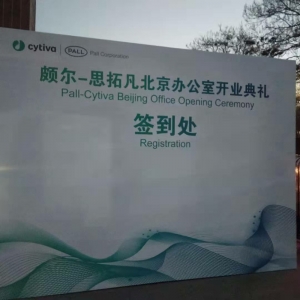 cytiva PALL Pall Corporation
颇尔-思拓凡北京办公室开业典礼
Pall-Cytiva Beijing Office Opening Ceremony
签到处
Registration